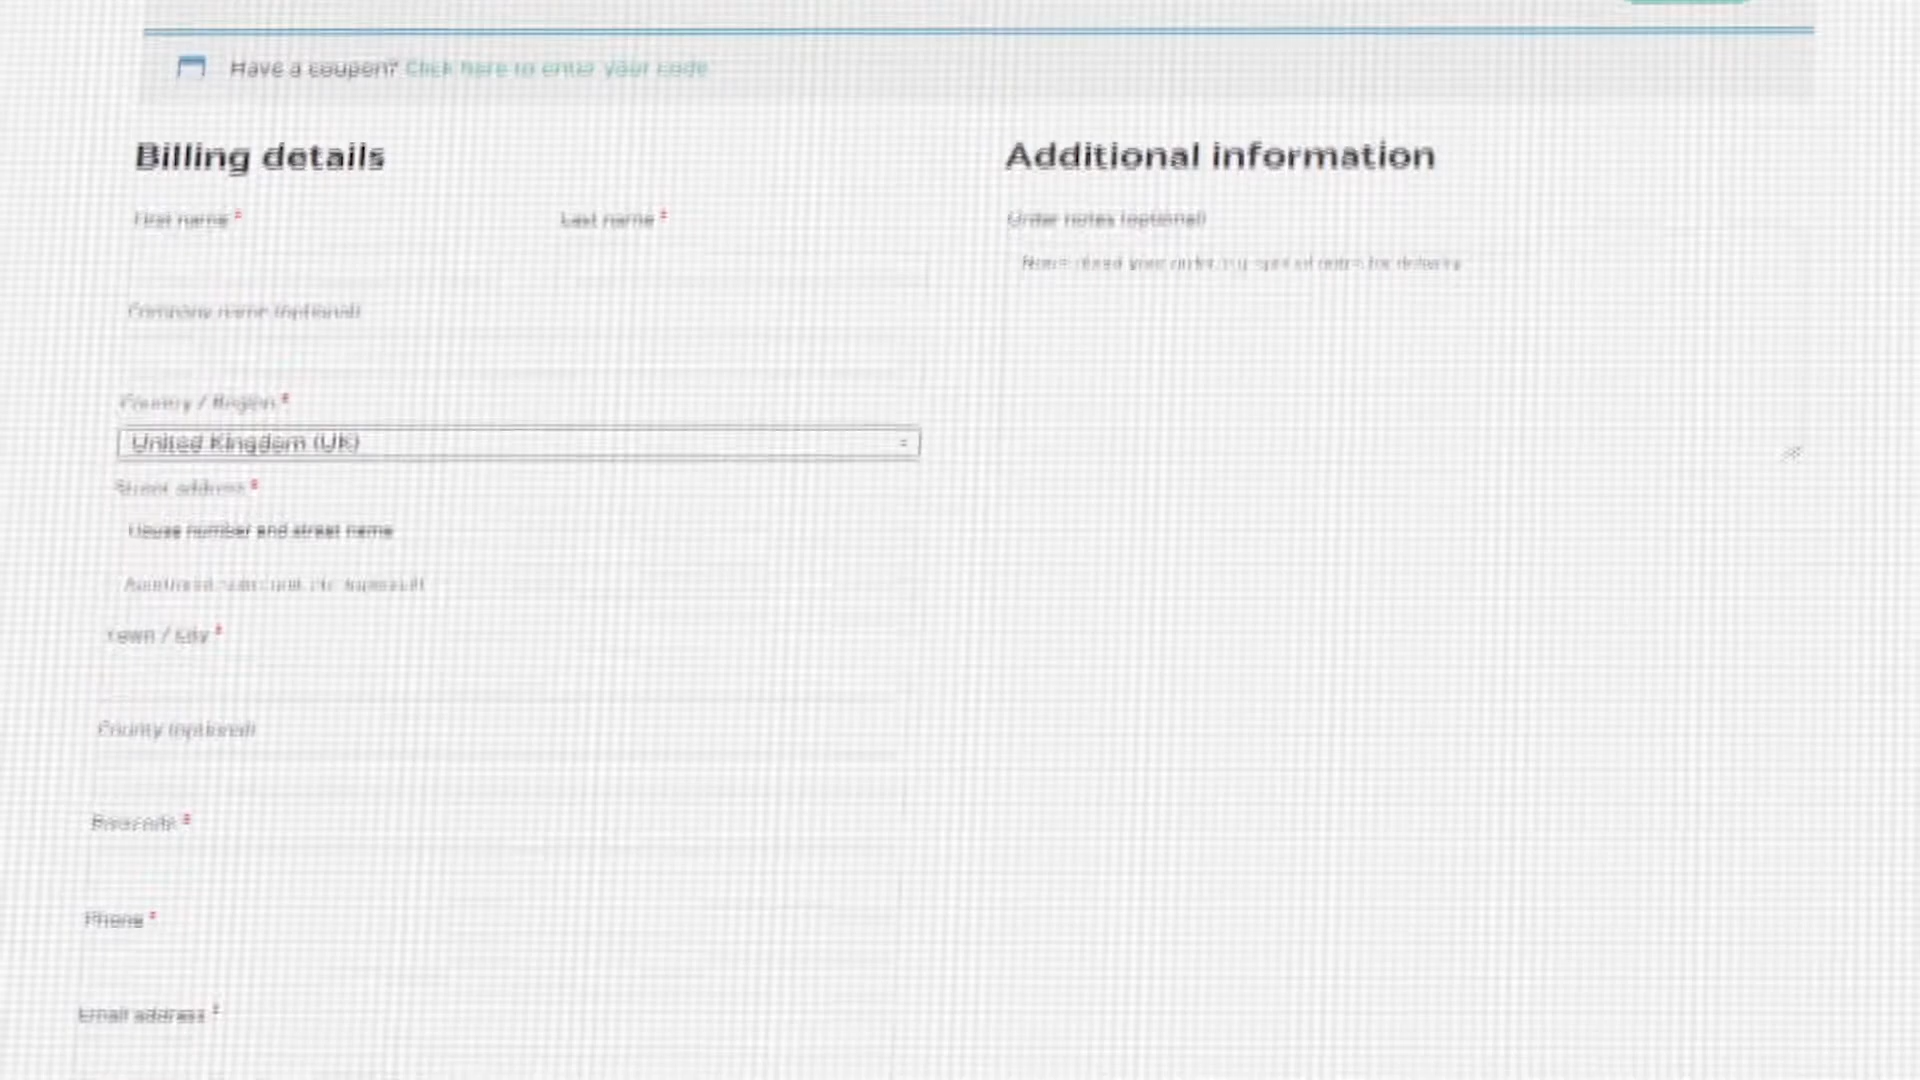 Have a coupon? Click here to enter your code
Billing details
First name *
Last name *
Company name (optional)
Country / Region *
United Kingdom (UK)
Street address *
House number and street name
Town / City *
County (optional)
Postcode *
Phone *
Email address *
Additional information
Order notes (optional)